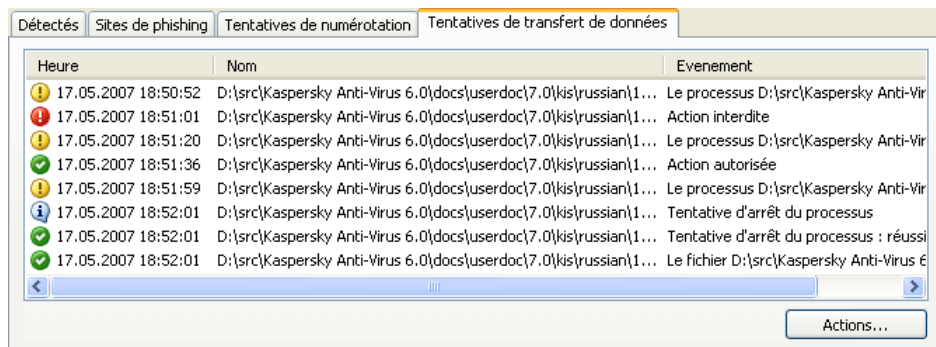 Détectés Sites de phishing Tentatives de numérotation Tentatives de transfert de données
Heure Nom Evenement
17.05.2007 18:50:52 D:\src\Kaspersky Anti-Virus 6.0\docs\userdoc\7.0\kis\russian\1... Le processus D:\src\Kaspersky Anti-Vir
17.05.2007 18:51:01 D:\src\Kaspersky Anti-Virus 6.0\docs\userdoc\7.0\kis\russian\1... Action interdite
17.05.2007 18:51:20 D:\src\Kaspersky Anti-Virus 6.0\docs\userdoc\7.0\kis\russian\1... Le processus D:\src\Kaspersky Anti-Vir
17.05.2007 18:51:36 D:\src\Kaspersky Anti-Virus 6.0\docs\userdoc\7.0\kis\russian\1... Action autorisée
17.05.2007 18:51:59 D:\src\Kaspersky Anti-Virus 6.0\docs\userdoc\7.0\kis\russian\1... Le processus D:\src\Kaspersky Anti-Vir
17.05.2007 18:52:01 D:\src\Kaspersky Anti-Virus 6.0\docs\userdoc\7.0\kis\russian\1... Tentative d'arrêt du processus
17.05.2007 18:52:01 D:\src\Kaspersky Anti-Virus 6.0\docs\userdoc\7.0\kis\russian\1... Tentative d'arrêt du processus : réussi
17.05.2007 18:52:01 D:\src\Kaspersky Anti-Virus 6.0\docs\userdoc\7.0\kis\russian\1... Le fichier D:\src\Kaspersky Anti-Virus 6
Actions...